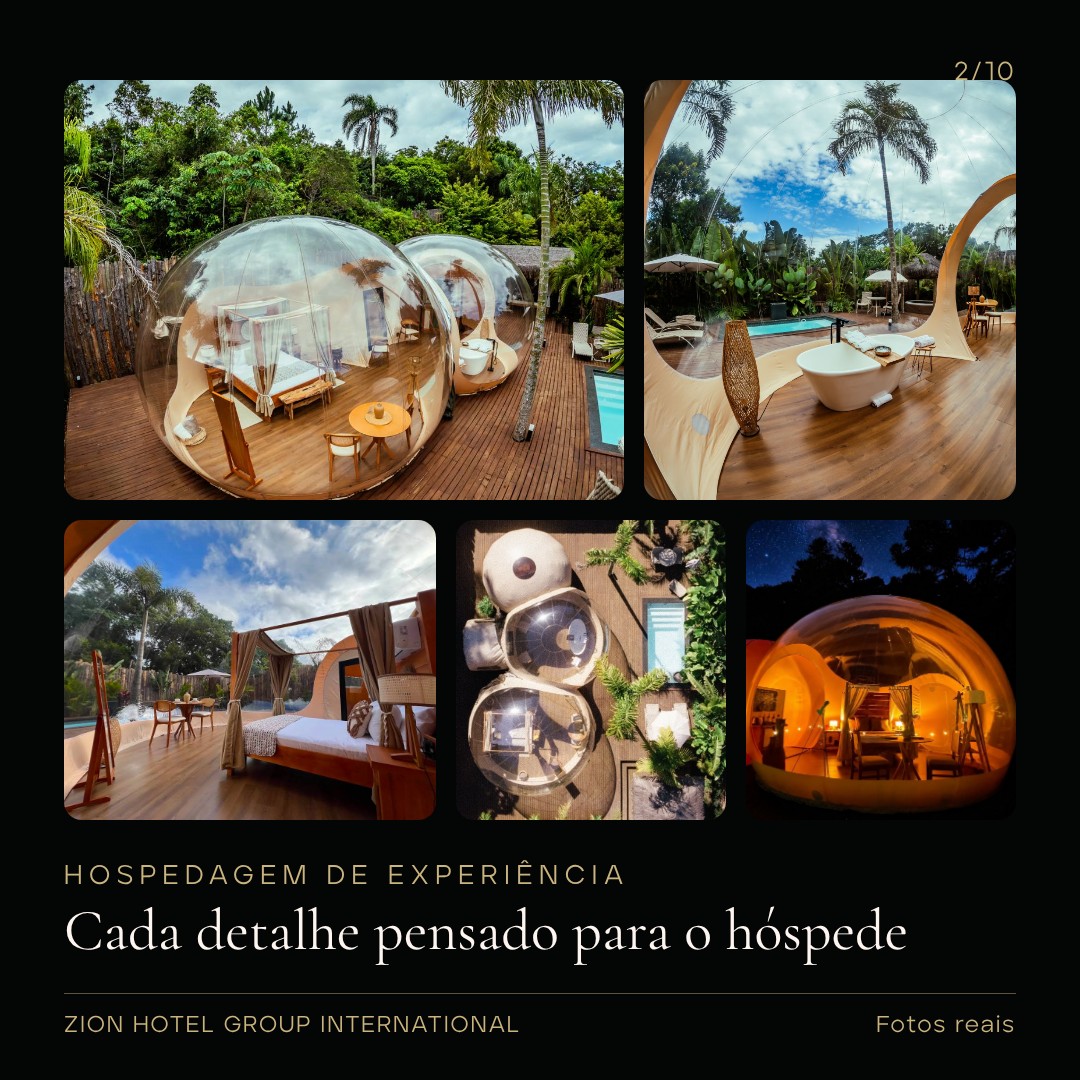 2/10
HOSPEDAGEM DE EXPERIÊNCIA
Cada detalhe pensado para o hóspede
ZION HOTEL GROUP INTERNATIONAL
Fotos reais